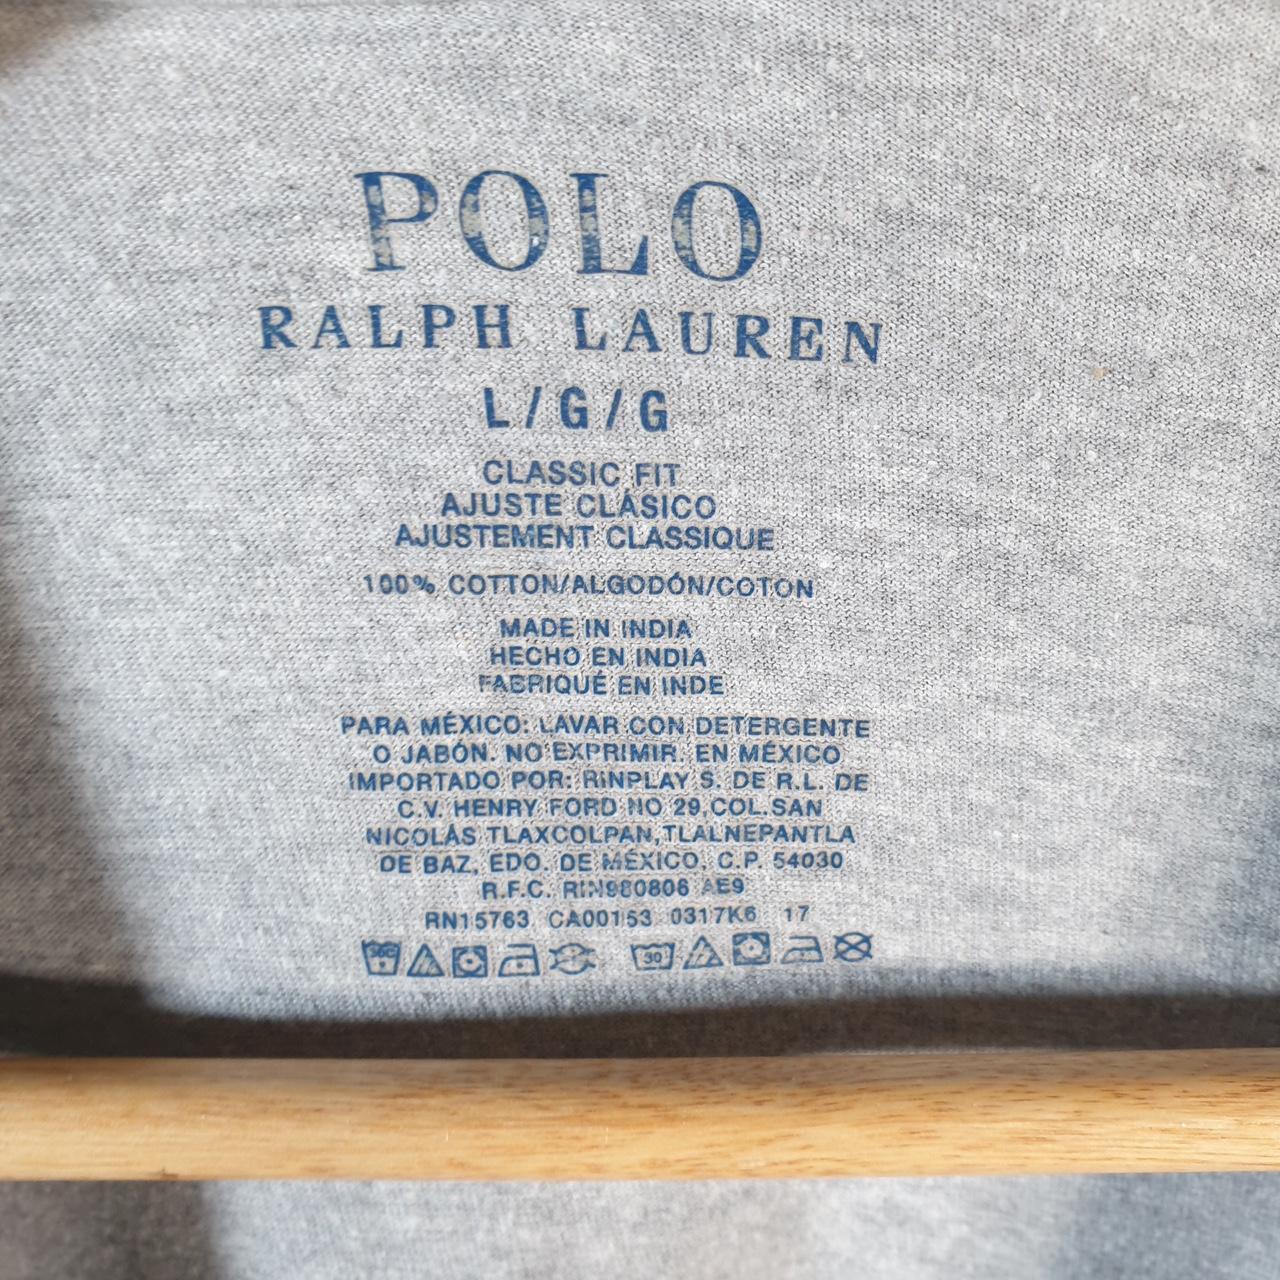 POLO
RALPH LAUREN
L/G/G
CLASSIC FIT
AJUSTE CLÁSICO
AJUSTEMENT CLASSIQUE
100% COTTON/ALGODÓN/COTON
MADE IN INDIA
HECHO EN INDIA
FABRIQUÉ EN INDE
PARA MÉXICO: LAVAR CON DETERGENTE
O JABÓN. NO EXPRIMIR. EN MÉXICO
IMPORTADO POR: RINPLAY S. DE R.L. DE
C.V. HENRY FORD NO 29,COL.SAN
NICOLÁS TLAXCOLPAN,TLALNEPANTLA
DE BAZ, EDO. DE MÉXICO, C.P. 54030
R.F.C. RIN980806 AE9
RN15763 CA00153 0317K6 17
30